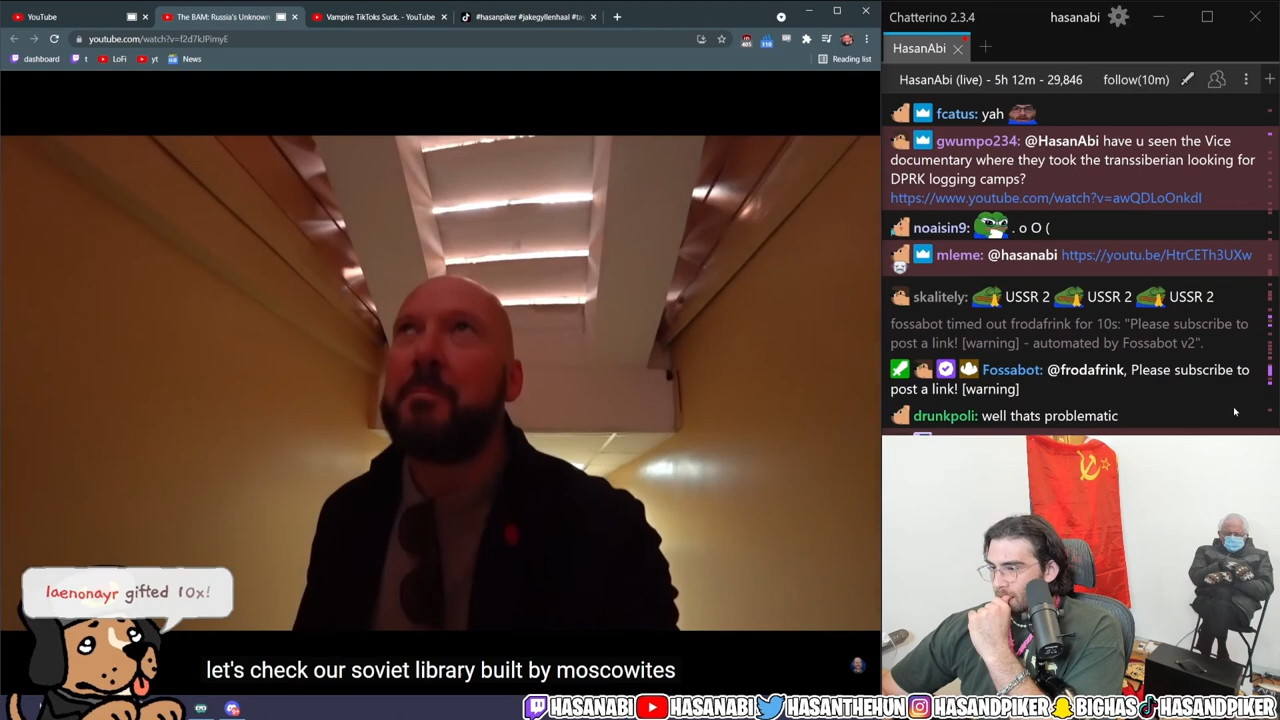 YouTube
The BAM: Russia's Unknown
Vampire TikToks Suck. - YouTube
#hasanpiker #jakegyllenhaal #ta
youtube.com/watch?v=f2d7kJPimyE
405
110
dashboard
t
LoFi
yt
News
Reading list
Chatterino 2.3.4
hasanabi
HasanAbi
HasanAbi (live) - 5h 12m - 29,846
follow(10m)
fcatus: yah
gwumpo234: @HasanAbi have u seen the Vice
documentary where they took the transsiberian looking for
DPRK logging camps?
https://www.youtube.com/watch?v=awQDLoOnkdI
noaisin9: . o O (
mleme: @hasanabi https://youtu.be/HtrCETh3UXw
skalitely: USSR 2 USSR 2 USSR 2
fossabot timed out frodafrink for 10s: "Please subscribe to
post a link! [warning] - automated by Fossabot v2".
Fossabot: @frodafrink, Please subscribe to
post a link! [warning]
drunkpoli: well thats problematic
laenonayr gifted 10x!
let's check our soviet library built by moscowites
HASANABI HASANABI HASANTHEHUN HASANDPIKER BIGHAS HASANDPIKER